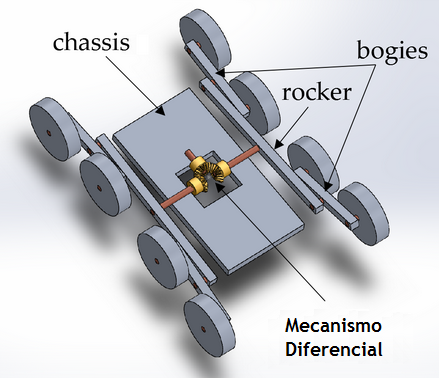 chassis
bogies
rocker
Mecanismo
Diferencial